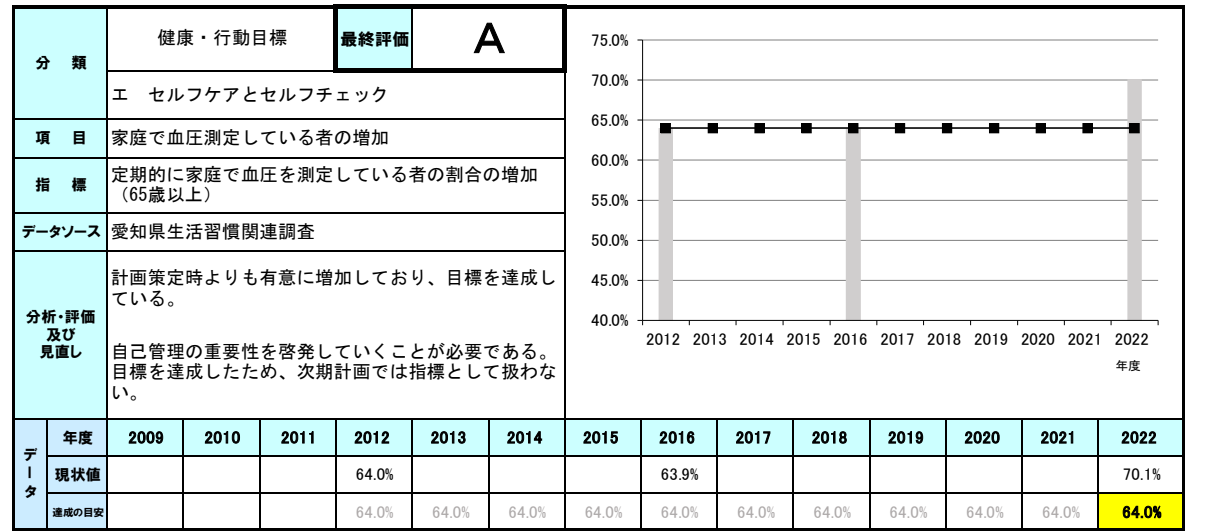 分　類
健康・行動目標
最終評価
A
エ　セルフケアとセルフチェック
項　目
家庭で血圧測定している者の増加
指　標
定期的に家庭で血圧を測定している者の割合の増加
（65歳以上）
データソース
愛知県生活習慣関連調査
分析・評価
及び
見直し
計画策定時よりも有意に増加しており、目標を達成し
ている。
自己管理の重要性を啓発していくことが必要である。
目標を達成したため、次期計画では指標として扱わな
い。
75.0%
70.0%
65.0%
60.0%
55.0%
50.0%
45.0%
40.0%
2012 2013 2014 2015 2016 2017 2018 2019 2020 2021 2022
年度
データ
年度 2009 2010 2011 2012 2013 2014 2015 2016 2017 2018 2019 2020 2021 2022
現状値 64.0% 63.9% 70.1%
達成の目安 64.0% 64.0% 64.0% 64.0% 64.0% 64.0% 64.0% 64.0% 64.0% 64.0% 64.0%